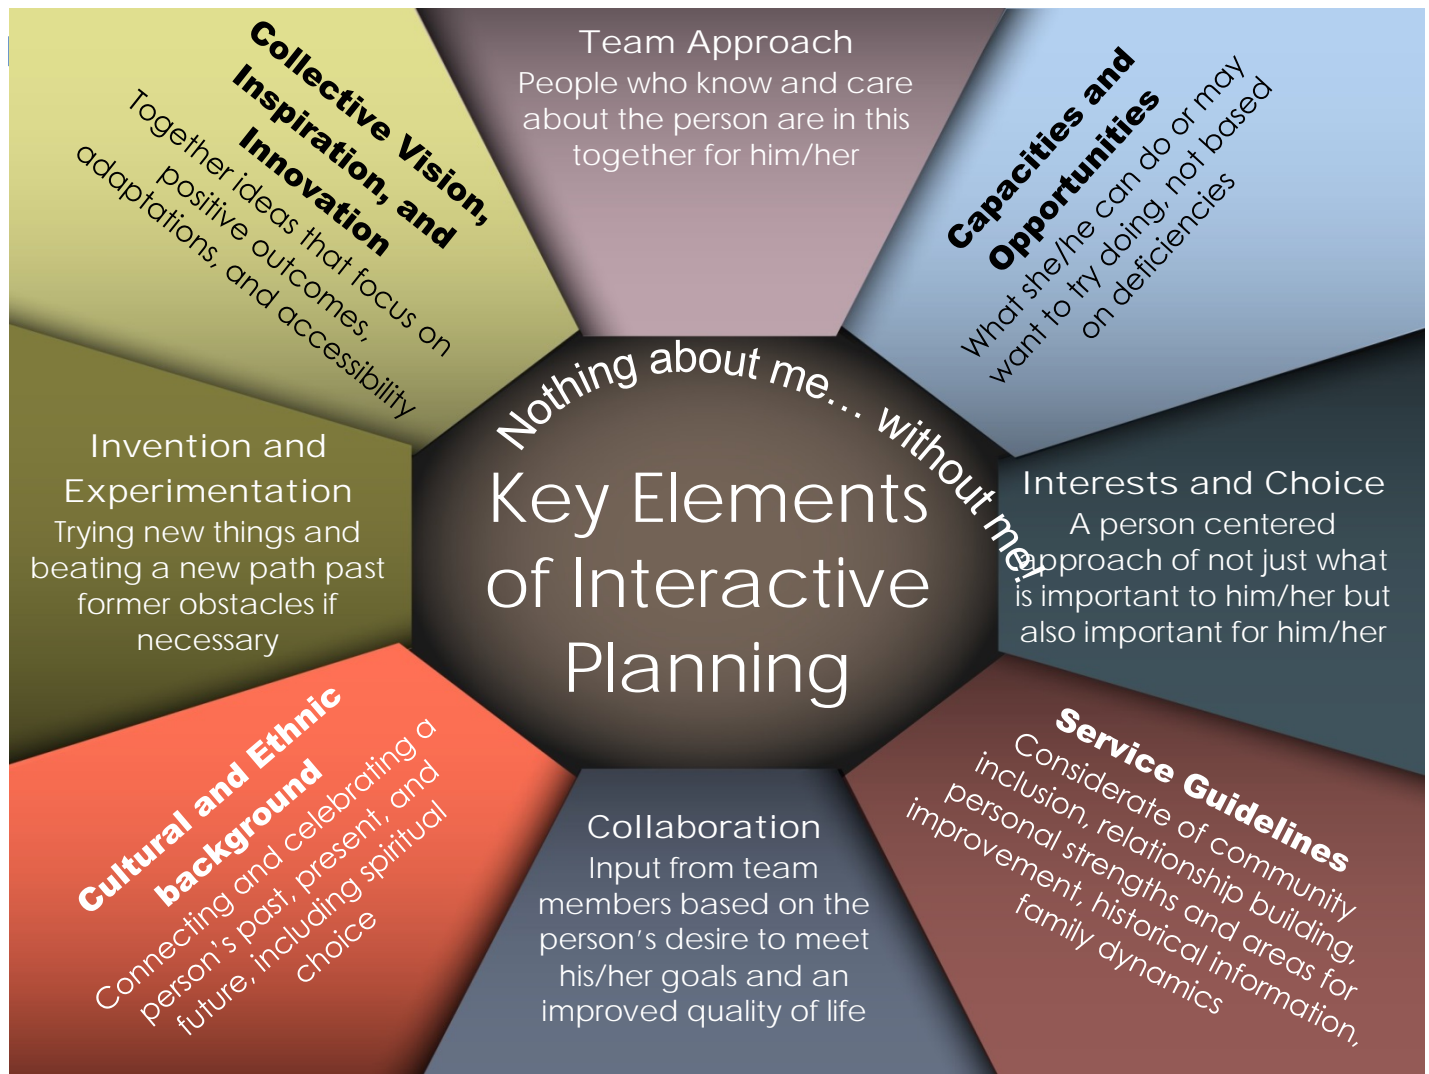 Collective Vision,
Inspiration, and
Innovation
Together ideas that focus on
positive outcomes,
adaptations, and accessibility
Team Approach
People who know and care
about the person are in this
together for him/her
Capacities and
Opportunities
What she/he can do or may
want to try doing, not based
on deficiencies
Invention and
Experimentation
Trying new things and
beating a new path past
former obstacles if
necessary
Nothing about me... without me!
Key Elements
of Interactive
Planning
Interests and Choice
A person centered
approach of not just what
is important to him/her but
also important for him/her
Cultural and Ethnic
background
Connecting and celebrating a
person's past, present, and
future, including spiritual
choice
Collaboration
Input from team
members based on the
person's desire to meet
his/her goals and an
improved quality of life
Service Guidelines
Considerate of community
inclusion, relationship building,
personal strengths and areas for
improvement, historical information,
family dynamics